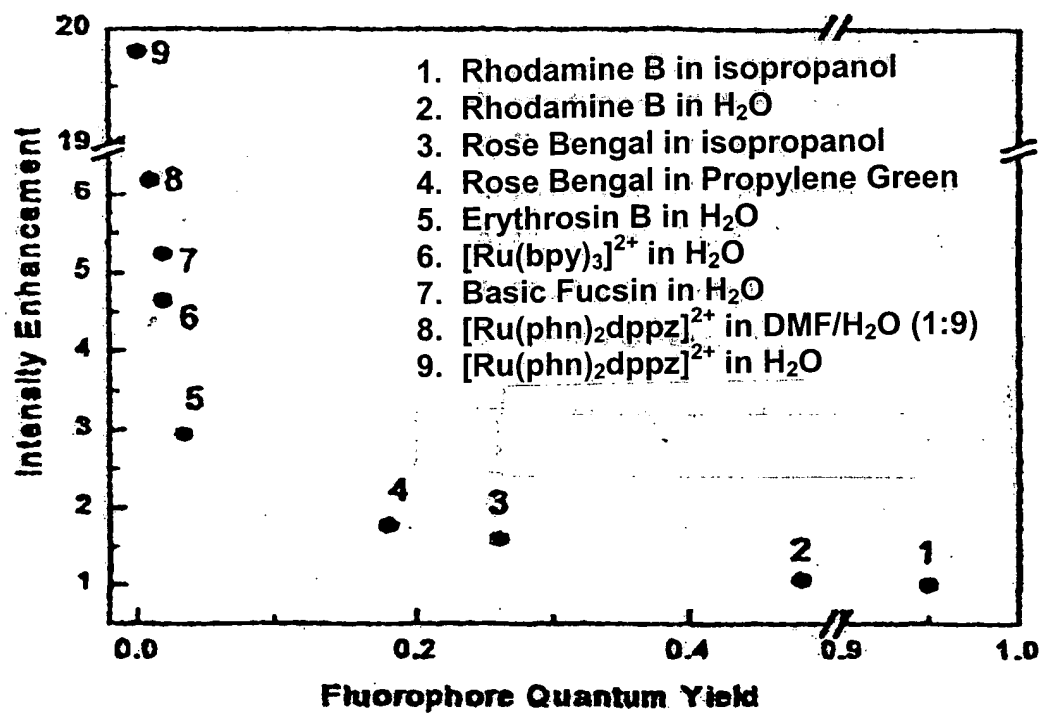 20
9
1. Rhodamine B in isopropanol
2. Rhodamine B in H₂O
19
3. Rose Bengal in isopropanol
6
8
4. Rose Bengal in Propylene Green
5. Erythrosin B in H₂O
7
6. [Ru(bpy)₃]²⁺ in H₂O
5
7. Basic Fucsin in H₂O
6
8. [Ru(phn)₂dppz]²⁺ in DMF/H₂O (1:9)
4
9. [Ru(phn)₂dppz]²⁺ in H₂O
5
3
4
3
2
2
1
1
Intensity Enhancement
0.0
0.2
0.4
0.9
1.0
Fluorophore Quantum Yield